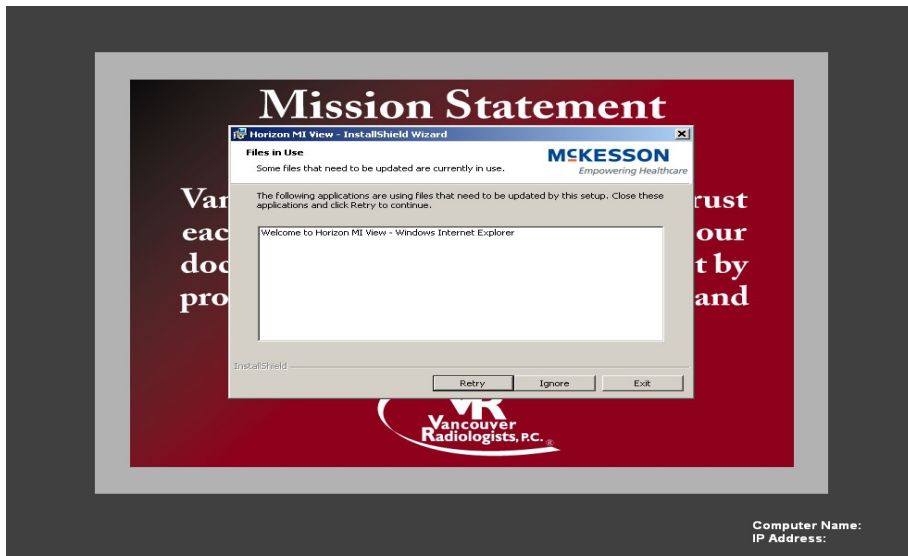 Mission Statement
Horizon MI View - InstallShield Wizard
Files in Use
Some files that need to be updated are currently in use.
MCKESSON
Empowering Healthcare
The following applications are using files that need to be updated by this setup. Close these
applications and click Retry to continue.
Welcome to Horizon MI View - Windows Internet Explorer
Van
rust
eac
our
doc
t by
pro
and
InstallShield
Retry
Ignore
Exit
VR
Vancouver
Radiologists, P.C. ®
Computer Name:
IP Address: